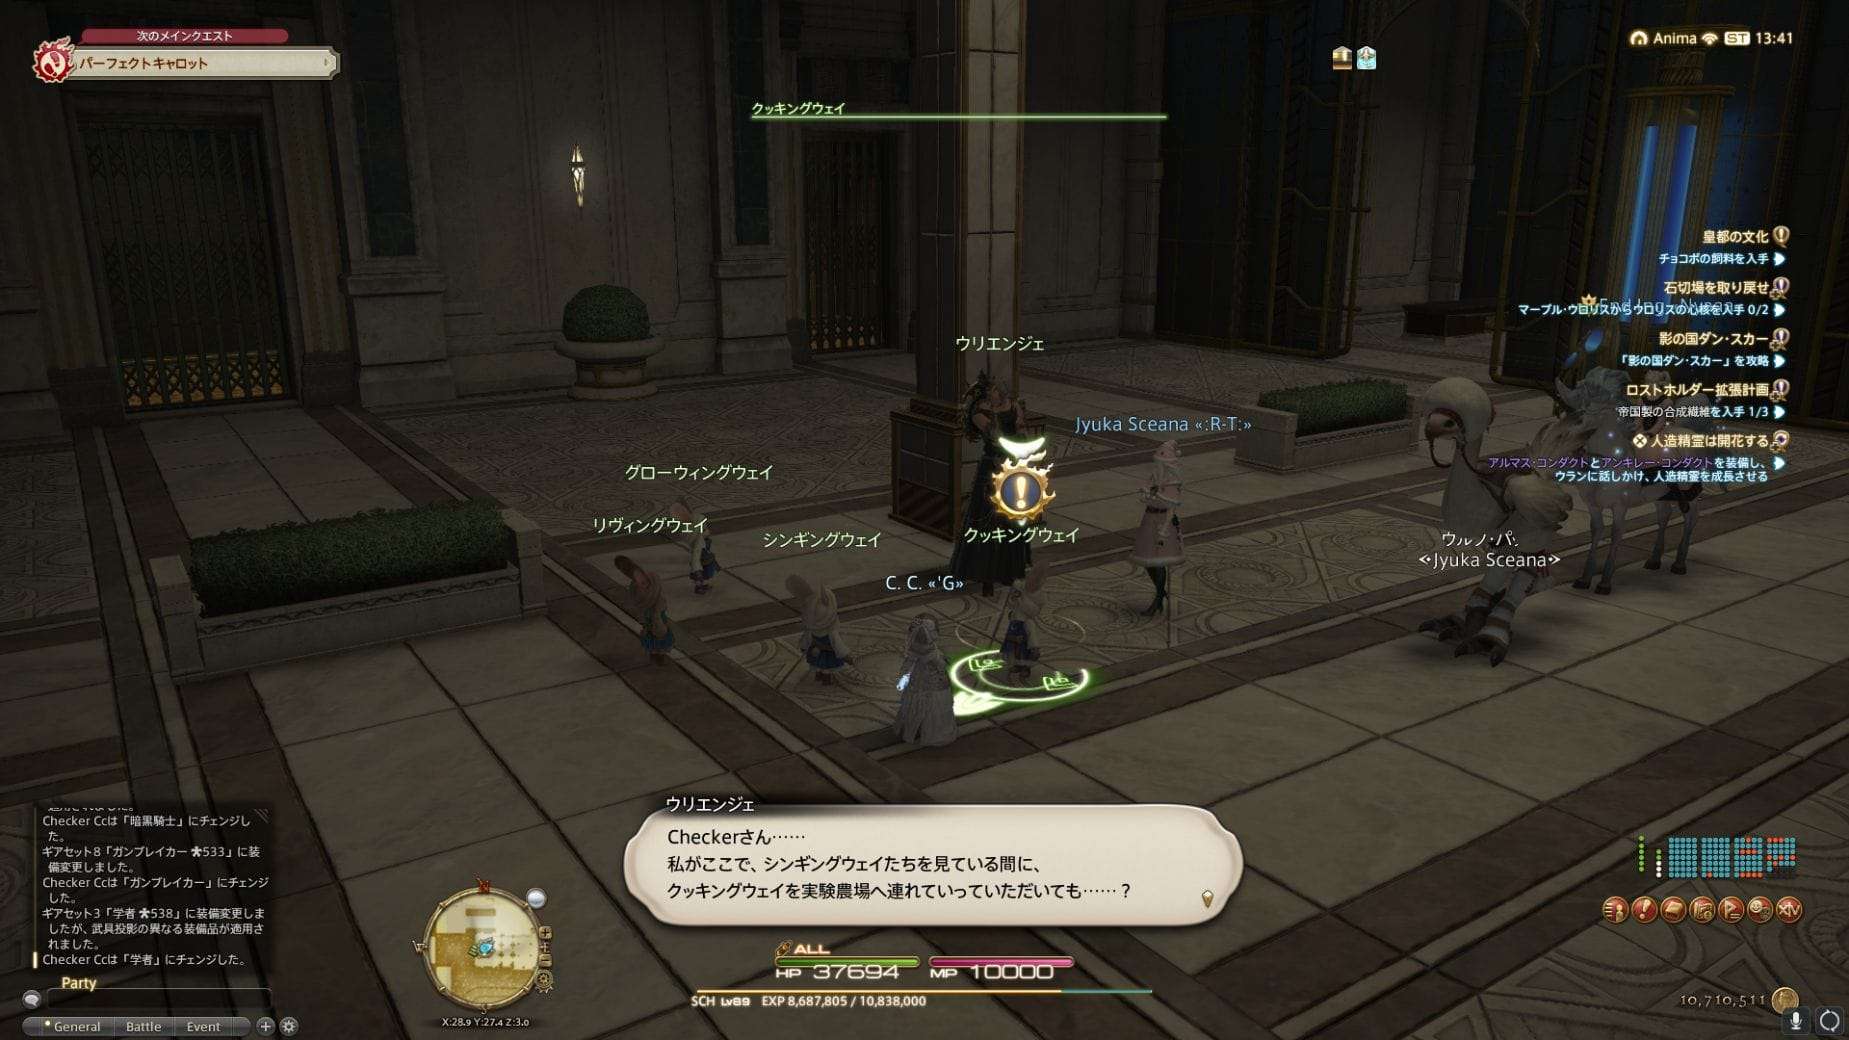 次のメインクエスト
パーフェクトキャロット
クッキングウェイ
Anima ST 13:41
皇都の文化
チョコボの飼料を入手
石切場を取り戻せ
マーブル・ウロリスからウロリスの心核を入手 0/2
影の国ダン・スカー
「影の国ダン・スカー」を攻略
ロストホルダー拡張計画
帝国製の合成繊維を入手 1/3
人造精霊は開花する
アルマス・コンダクトとアンキレー・コンダクトを装備し、
ウランに話しかけ、人造精霊を成長させる
ウリエンジェ
Jyuka Sceana «:R-T:»
グローウィングウェイ
リヴィングウェイ
シンギングウェイ
クッキングウェイ
C. C. «'G»
ウルノ・パッ
Jyuka Sceana
ウリエンジェ
Checkerさん……
私がここで、シンギングウェイたちを見ている間に、
クッキングウェイを実験農場へ連れていっていただいても……？
適用されました。
Checker Ccは「暗黒騎士」にチェンジし
た。
ギアセット8「ガンブレイカー ★533」に装
備変更しました。
Checker Ccは「ガンブレイカー」にチェンジ
した。
ギアセット3「学者 ★538」に装備変更しま
したが、武具投影の異なる装備品が適用さ
れました。
Checker Ccは「学者」にチェンジした。
Party
General Battle Event
X:28.9 Y:27.4 Z:3.0
ALL
HP 37694 MP 10000
SCH Lv89 EXP 8,687,805 / 10,838,000
10,710,511